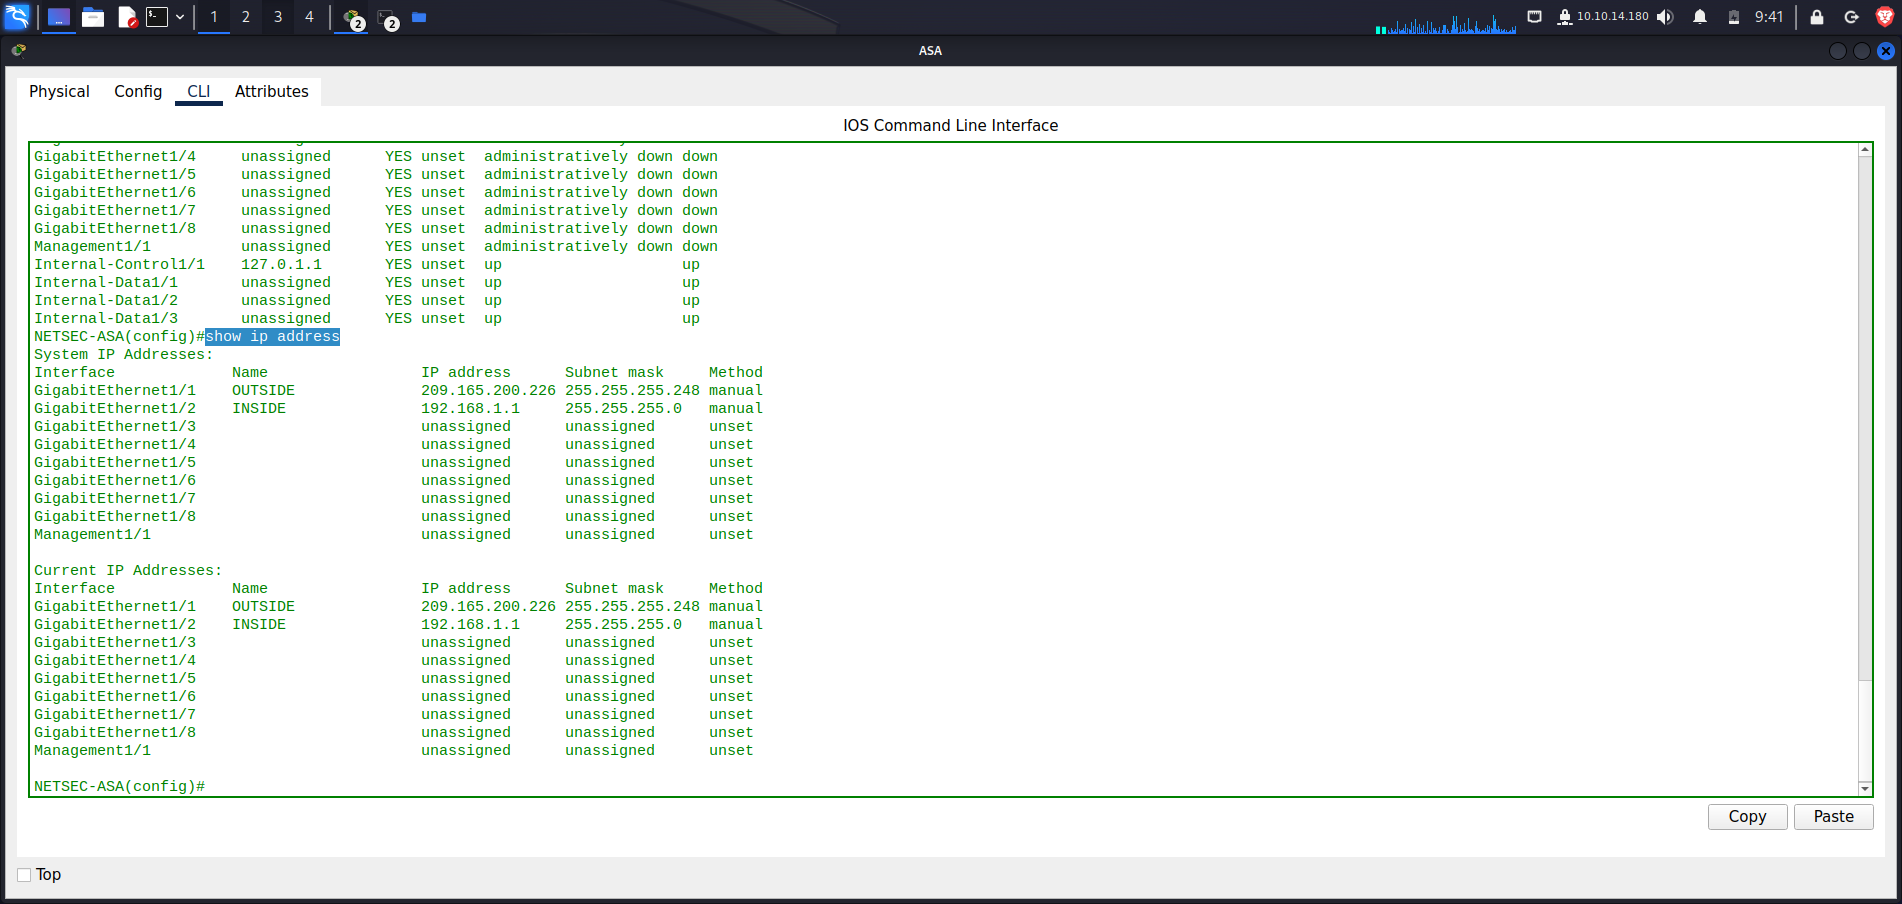 1 2 3 4 2 2 10.10.14.180 9:41
ASA
Physical Config CLI Attributes
IOS Command Line Interface
GigabitEthernet1/4 unassigned YES unset administratively down down
GigabitEthernet1/5 unassigned YES unset administratively down down
GigabitEthernet1/6 unassigned YES unset administratively down down
GigabitEthernet1/7 unassigned YES unset administratively down down
GigabitEthernet1/8 unassigned YES unset administratively down down
Management1/1 unassigned YES unset administratively down down
Internal-Control1/1 127.0.1.1 YES unset up up
Internal-Data1/1 unassigned YES unset up up
Internal-Data1/2 unassigned YES unset up up
Internal-Data1/3 unassigned YES unset up up
NETSEC-ASA(config)#show ip address
System IP Addresses:
Interface Name IP address Subnet mask Method
GigabitEthernet1/1 OUTSIDE 209.165.200.226 255.255.255.248 manual
GigabitEthernet1/2 INSIDE 192.168.1.1 255.255.255.0 manual
GigabitEthernet1/3 unassigned unassigned unset
GigabitEthernet1/4 unassigned unassigned unset
GigabitEthernet1/5 unassigned unassigned unset
GigabitEthernet1/6 unassigned unassigned unset
GigabitEthernet1/7 unassigned unassigned unset
GigabitEthernet1/8 unassigned unassigned unset
Management1/1 unassigned unassigned unset
Current IP Addresses:
Interface Name IP address Subnet mask Method
GigabitEthernet1/1 OUTSIDE 209.165.200.226 255.255.255.248 manual
GigabitEthernet1/2 INSIDE 192.168.1.1 255.255.255.0 manual
GigabitEthernet1/3 unassigned unassigned unset
GigabitEthernet1/4 unassigned unassigned unset
GigabitEthernet1/5 unassigned unassigned unset
GigabitEthernet1/6 unassigned unassigned unset
GigabitEthernet1/7 unassigned unassigned unset
GigabitEthernet1/8 unassigned unassigned unset
Management1/1 unassigned unassigned unset
NETSEC-ASA(config)#
Copy Paste
Top